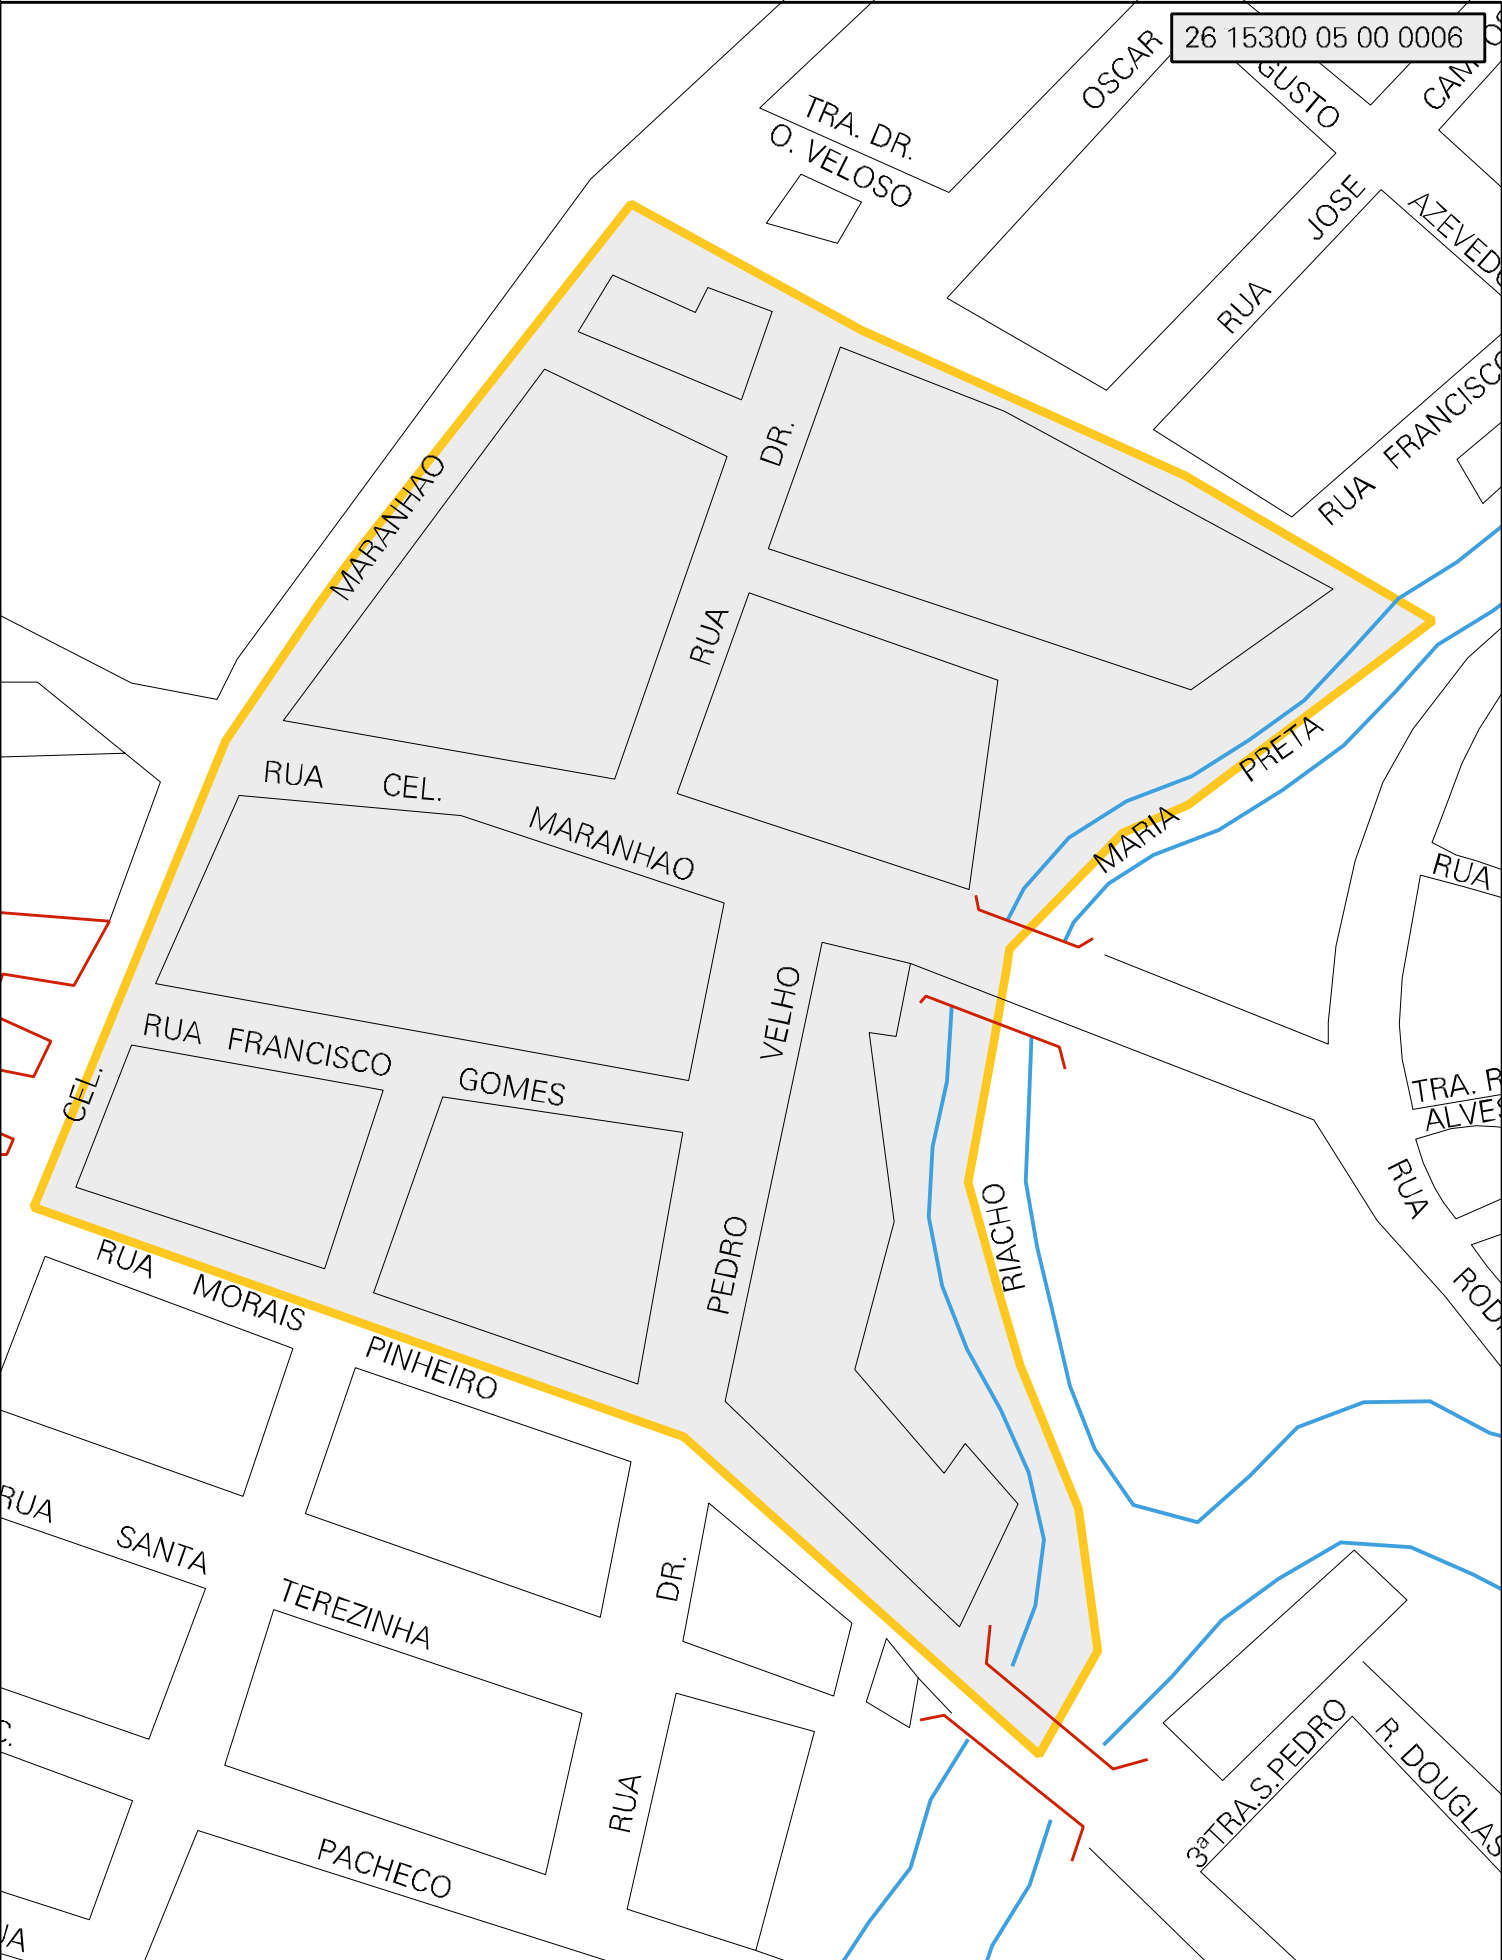 26 15300 05 00 0006
OSCAR
GUSTO
TRA. DR.
O. VELOSO
RUA JOSE
AZEVEDO
RUA FRANCISCO
DR.
MARANHAO
RUA
PRETA
MARIA
RUA CEL. MARANHAO
RUA
VELHO
RUA FRANCISCO GOMES
CEL.
TRA. R
ALVES
RUA
RIACHO
PEDRO
RUA MORAIS PINHEIRO
RUA SANTA TEREZINHA
DR.
3ªTRA.S.PEDRO
R. DOUGLAS
RUA
PACHECO